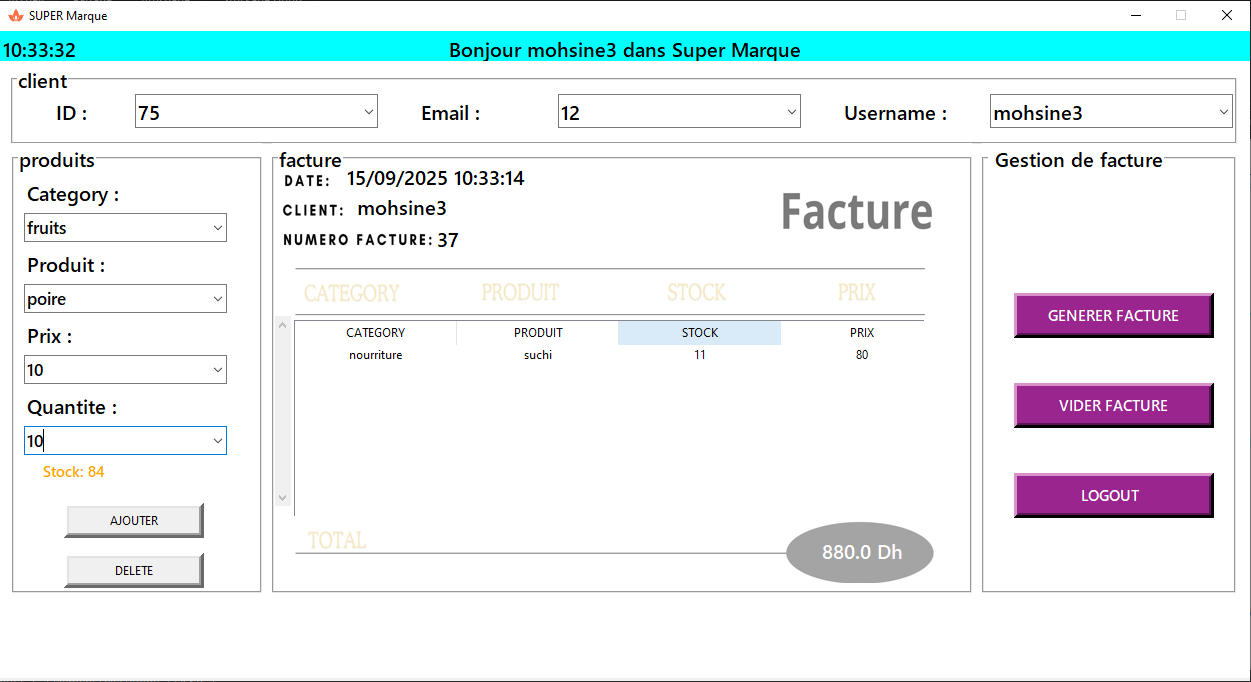 SUPER Marque
10:33:32 Bonjour mohsine3 dans Super Marque
client
ID : 75 Email : 12 Username : mohsine3
produits
Category :
fruits
Produit :
poire
Prix :
10
Quantite :
10
Stock: 84
AJOUTER
DELETE
facture
DATE: 15/09/2025 10:33:14
CLIENT: mohsine3
NUMERO FACTURE: 37
Facture
CATEGORY PRODUIT STOCK PRIX
CATEGORY PRODUIT STOCK PRIX
nourriture suchi 11 80
TOTAL 880.0 Dh
Gestion de facture
GENERER FACTURE
VIDER FACTURE
LOGOUT